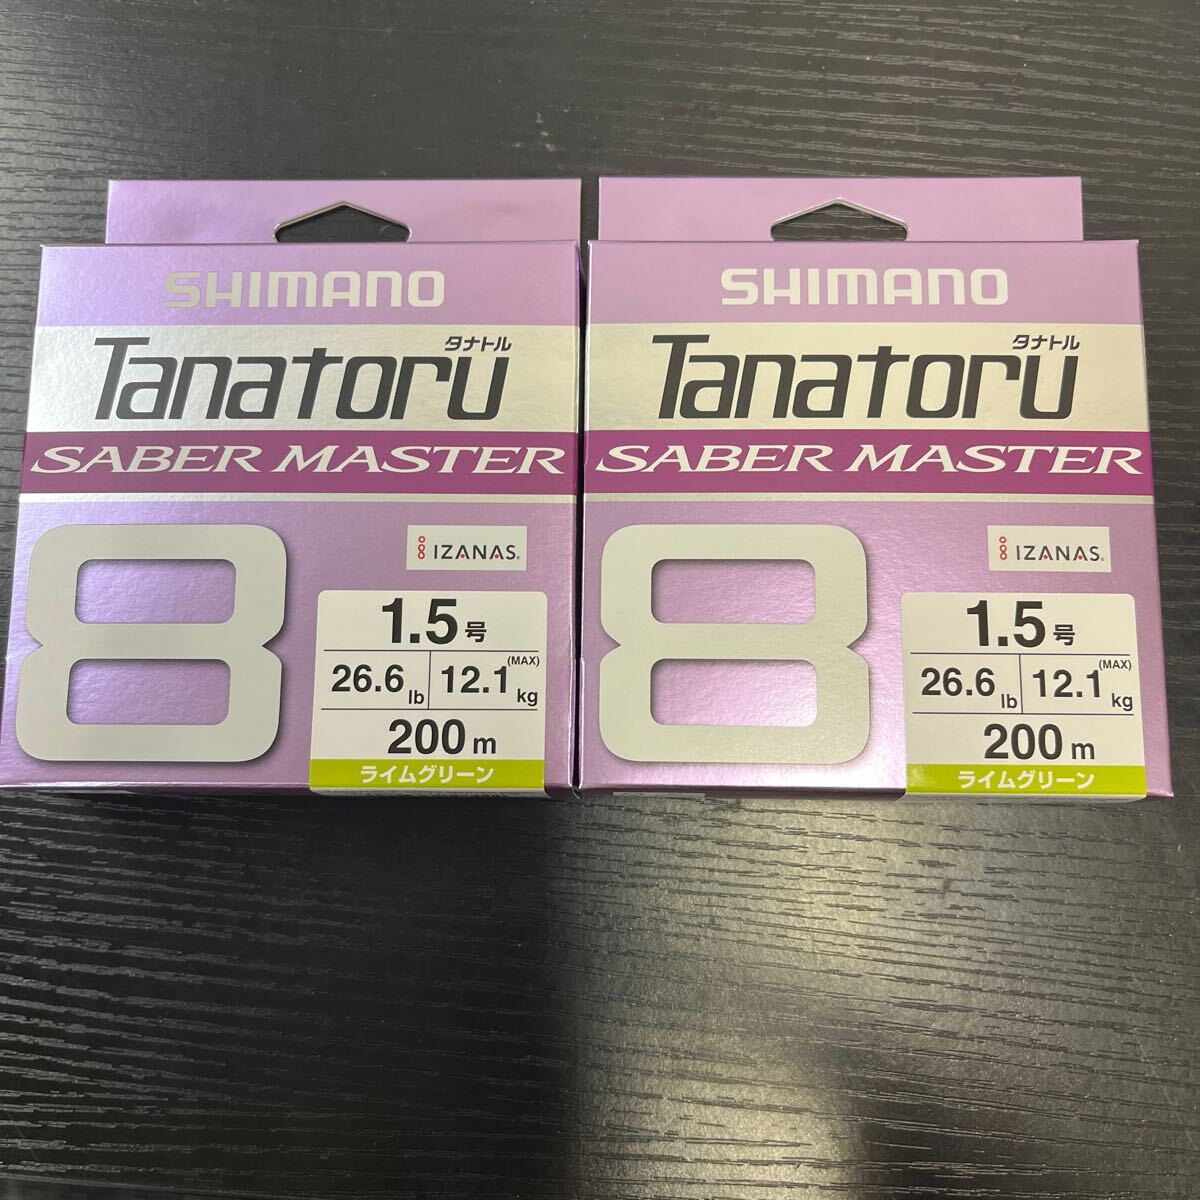 SHIMANO
タナトル
Tanatoru
SABER MASTER
8
IZANAS®
1.5号
26.6 lb 12.1 kg (MAX)
200 m
ライムグリーン
SHIMANO
タナトル
Tanatoru
SABER MASTER
8
IZANAS®
1.5号
26.6 lb 12.1 kg (MAX)
200 m
ライムグリーン